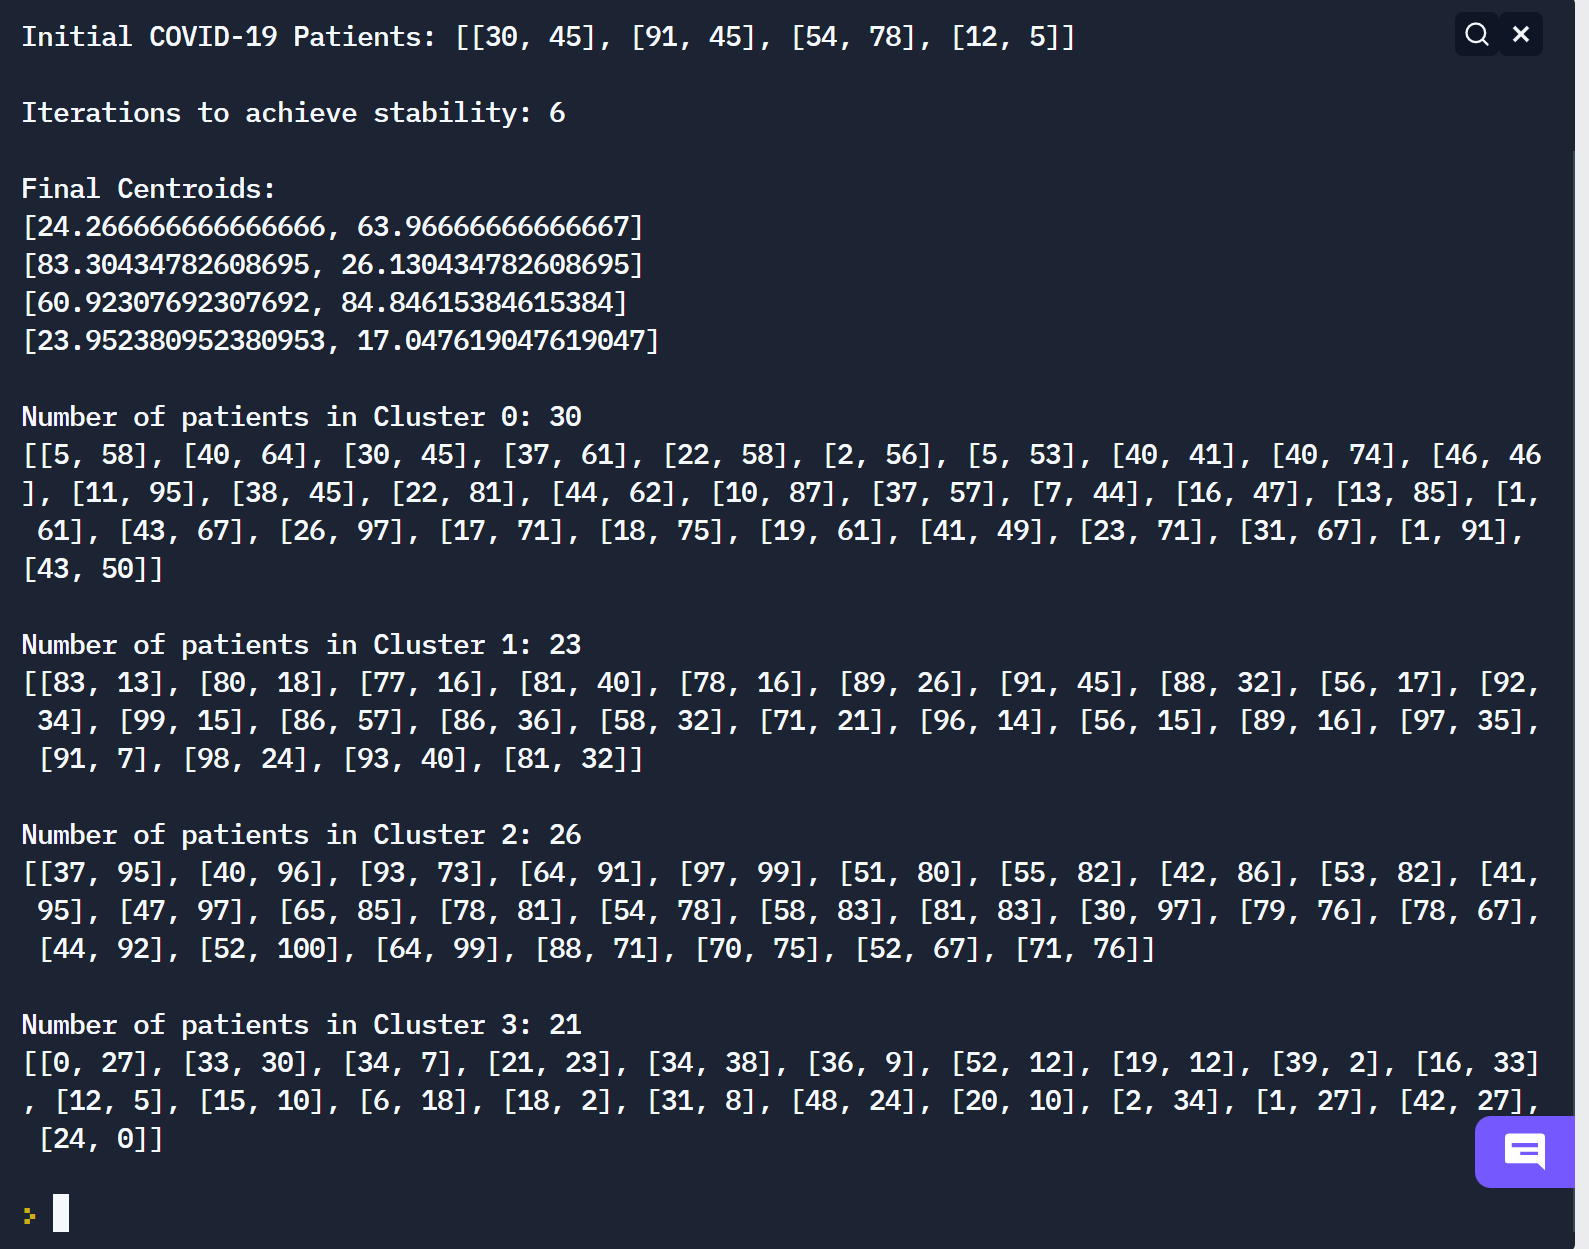 Initial COVID-19 Patients: [[30, 45], [91, 45], [54, 78], [12, 5]]
Iterations to achieve stability: 6
Final Centroids:
[24.266666666666666, 63.96666666666667]
[83.30434782608695, 26.130434782608695]
[60.92307692307692, 84.84615384615384]
[23.952380952380953, 17.047619047619047]
Number of patients in Cluster 0: 30
[[5, 58], [40, 64], [30, 45], [37, 61], [22, 58], [2, 56], [5, 53], [40, 41], [40, 74], [46, 46
], [11, 95], [38, 45], [22, 81], [44, 62], [10, 87], [37, 57], [7, 44], [16, 47], [13, 85], [1,
61], [43, 67], [26, 97], [17, 71], [18, 75], [19, 61], [41, 49], [23, 71], [31, 67], [1, 91],
[43, 50]]
Number of patients in Cluster 1: 23
[[83, 13], [80, 18], [77, 16], [81, 40], [78, 16], [89, 26], [91, 45], [88, 32], [56, 17], [92,
34], [99, 15], [86, 57], [86, 36], [58, 32], [71, 21], [96, 14], [56, 15], [89, 16], [97, 35],
[91, 7], [98, 24], [93, 40], [81, 32]]
Number of patients in Cluster 2: 26
[[37, 95], [40, 96], [93, 73], [64, 91], [97, 99], [51, 80], [55, 82], [42, 86], [53, 82], [41,
95], [47, 97], [65, 85], [78, 81], [54, 78], [58, 83], [81, 83], [30, 97], [79, 76], [78, 67],
[44, 92], [52, 100], [64, 99], [88, 71], [70, 75], [52, 67], [71, 76]]
Number of patients in Cluster 3: 21
[[0, 27], [33, 30], [34, 7], [21, 23], [34, 38], [36, 9], [52, 12], [19, 12], [39, 2], [16, 33]
, [12, 5], [15, 10], [6, 18], [18, 2], [31, 8], [48, 24], [20, 10], [2, 34], [1, 27], [42, 27],
[24, 0]]
>